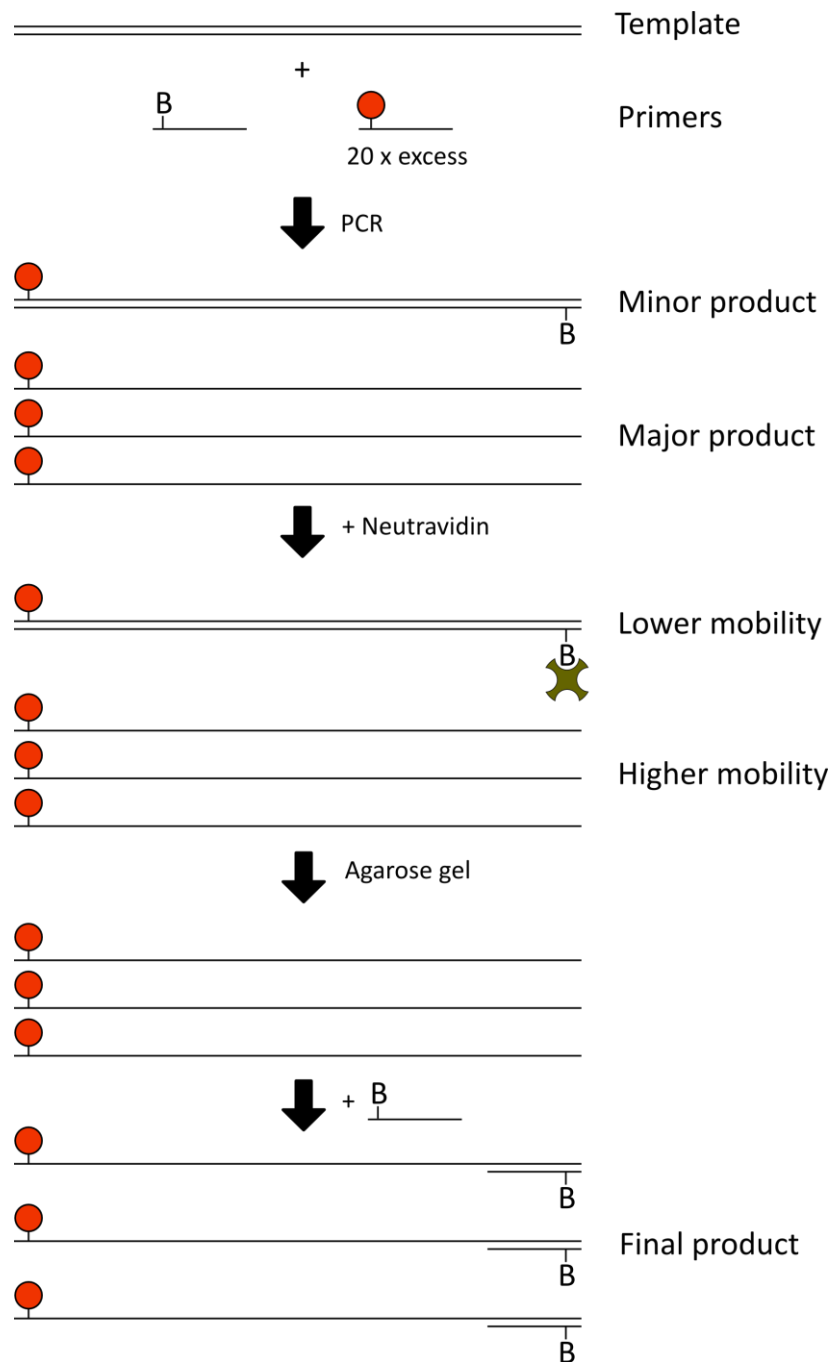 Template
+
B
Primers
20 x excess
PCR
Minor product
B
Major product
+ Neutravidin
Lower mobility
B
Higher mobility
Agarose gel
+ B
B
B
Final product
B